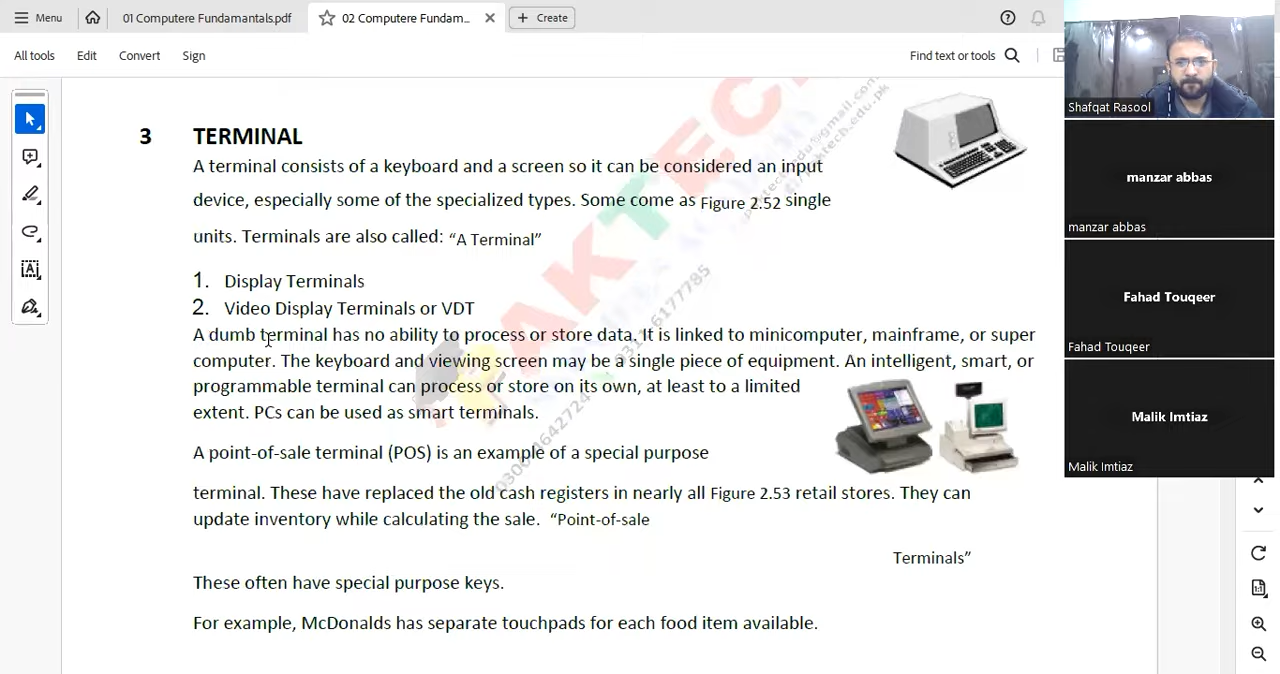 Menu
01 Computere Fundamantals.pdf
02 Computere Fundam...
Create
All tools
Edit
Convert
Sign
Find text or tools
3 TERMINAL
A terminal consists of a keyboard and a screen so it can be considered an input
device, especially some of the specialized types. Some come as Figure 2.52 single
units. Terminals are also called: “A Terminal”
1. Display Terminals
2. Video Display Terminals or VDT
A dumb terminal has no ability to process or store data. It is linked to minicomputer, mainframe, or super
computer. The keyboard and viewing screen may be a single piece of equipment. An intelligent, smart, or
programmable terminal can process or store on its own, at least to a limited
extent. PCs can be used as smart terminals.
A point-of-sale terminal (POS) is an example of a special purpose
terminal. These have replaced the old cash registers in nearly all Figure 2.53 retail stores. They can
update inventory while calculating the sale. “Point-of-sale
Terminals”
These often have special purpose keys.
For example, McDonalds has separate touchpads for each food item available.
Shafqat Rasool
manzar abbas
manzar abbas
Fahad Touqeer
Fahad Touqeer
Malik Imtiaz
Malik Imtiaz